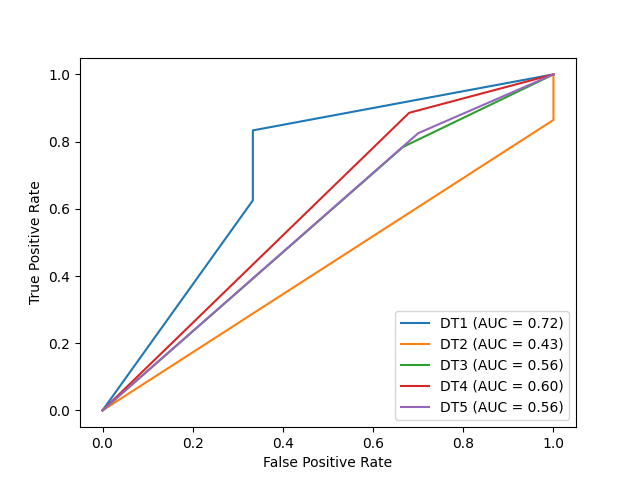 1.0
0.8
0.6
0.4
0.2
0.0
True Positive Rate
0.0 0.2 0.4 0.6 0.8 1.0
False Positive Rate
DT1 (AUC = 0.72)
DT2 (AUC = 0.43)
DT3 (AUC = 0.56)
DT4 (AUC = 0.60)
DT5 (AUC = 0.56)